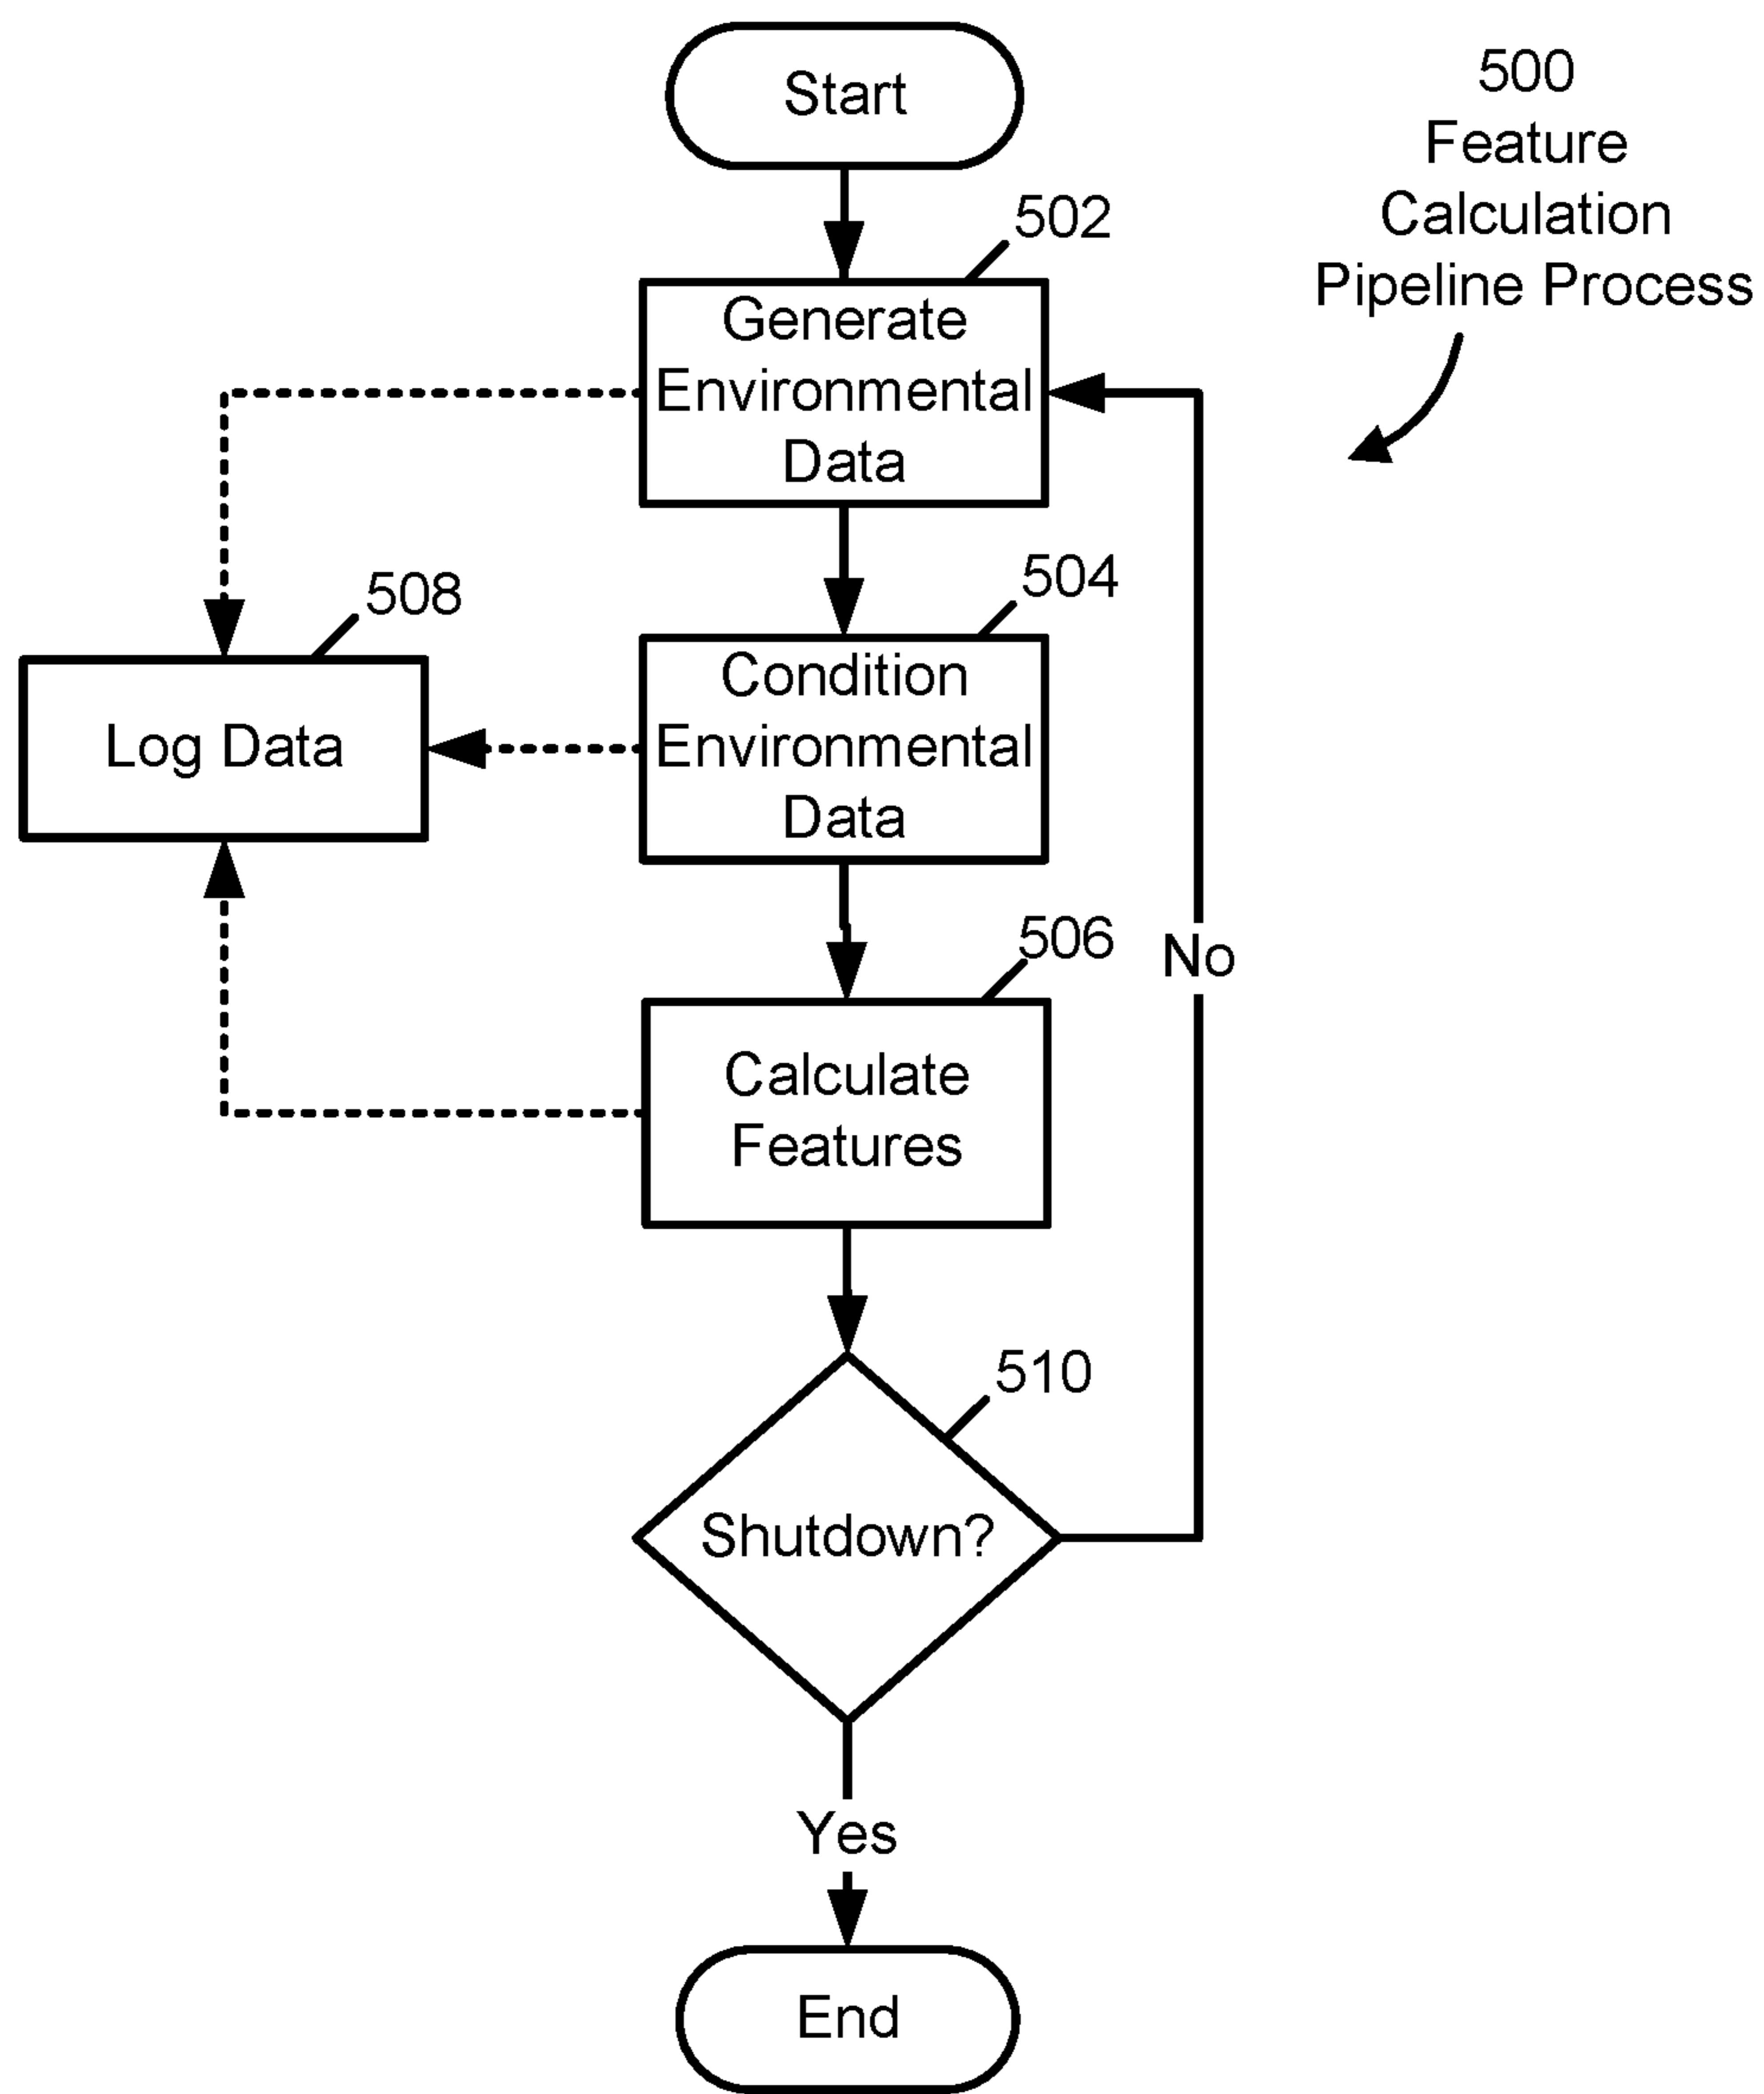 Start
500
Feature
Calculation
Pipeline Process
502
Generate
Environmental
Data
504
Condition
Environmental
Data
508
Log Data
506
No
Calculate
Features
510
Shutdown?
Yes
End